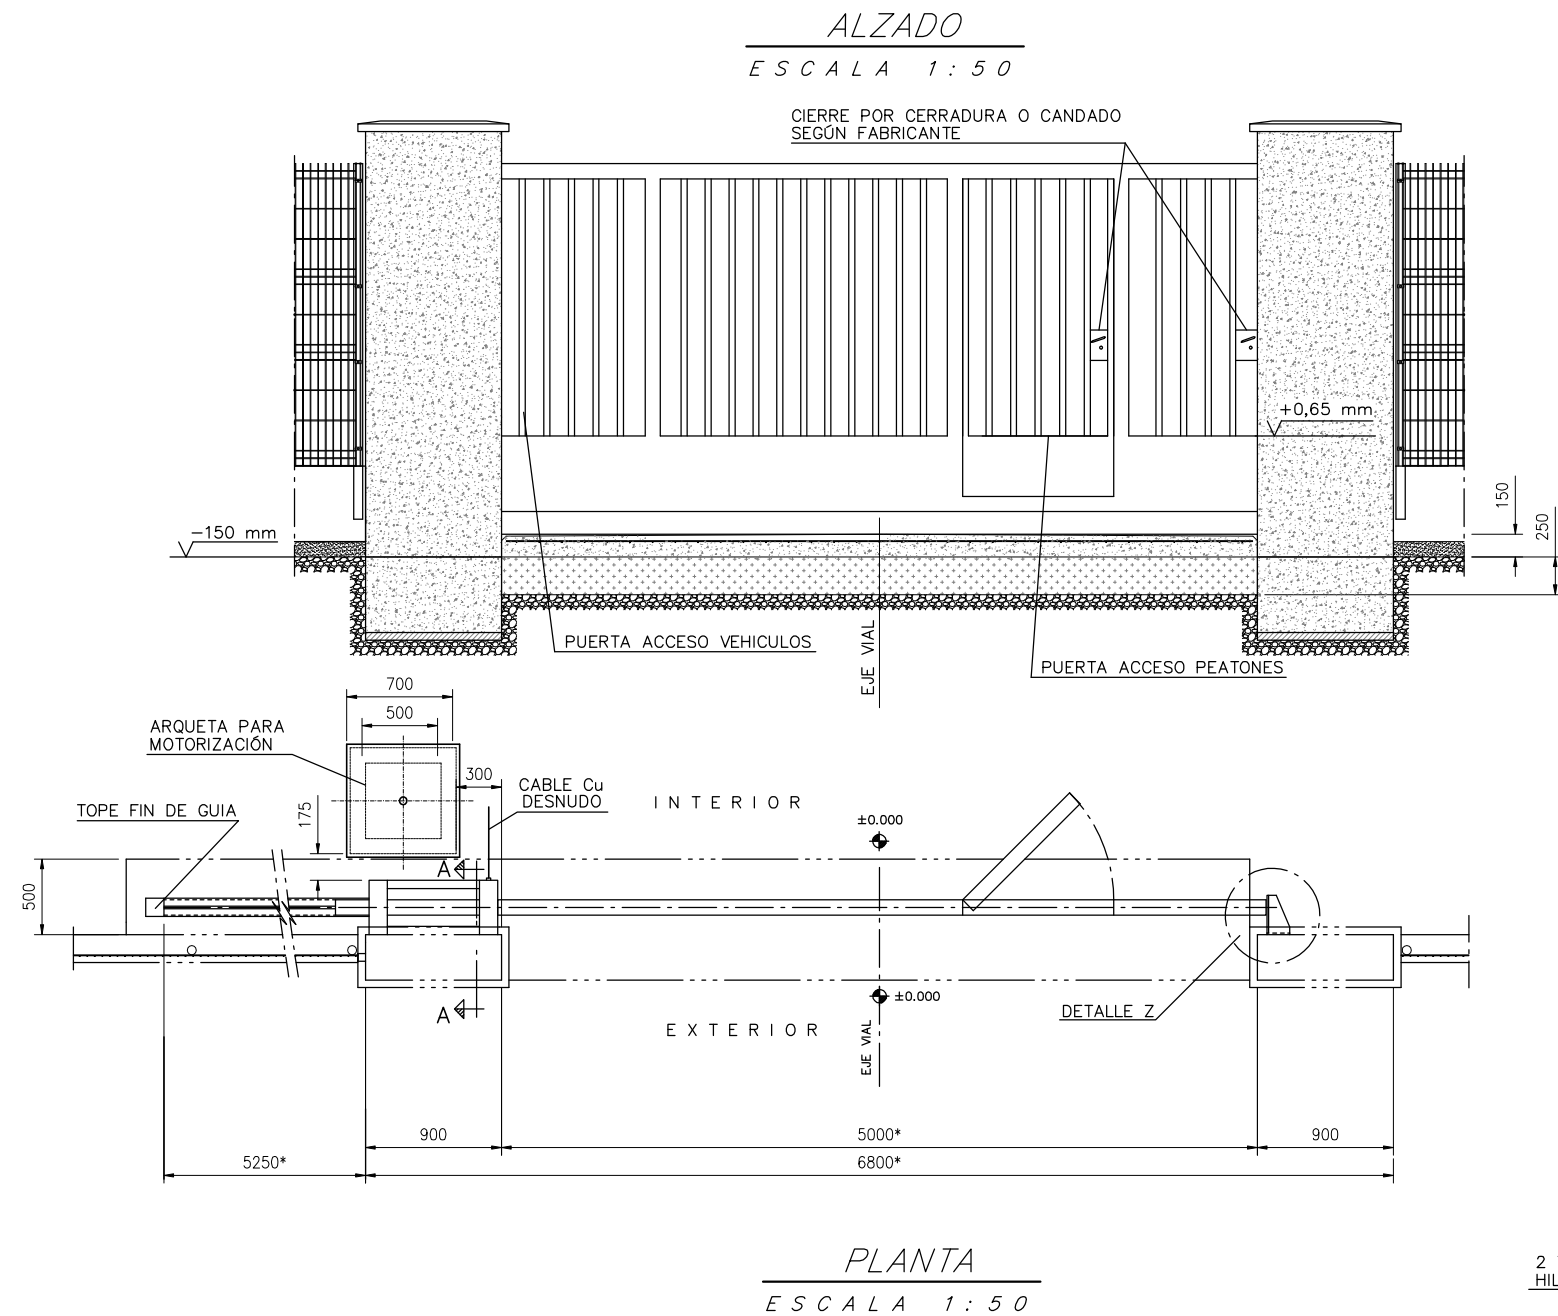 ALZADO
ESCALA 1:50
CIERRE POR CERRADURA O CANDADO
SEGÚN FABRICANTE
+0,65 mm
150
250
−150 mm
PUERTA ACCESO VEHICULOS
EJE VIAL
PUERTA ACCESO PEATONES
700
500
ARQUETA PARA
MOTORIZACIÓN
300
CABLE Cu
DESNUDO
INTERIOR
TOPE FIN DE GUIA
175
±0.000
A
500
±0.000
A
DETALLE Z
EXTERIOR
EJE VIAL
900
5000*
900
5250*
6800*
PLANTA
ESCALA 1:50
2
HIL